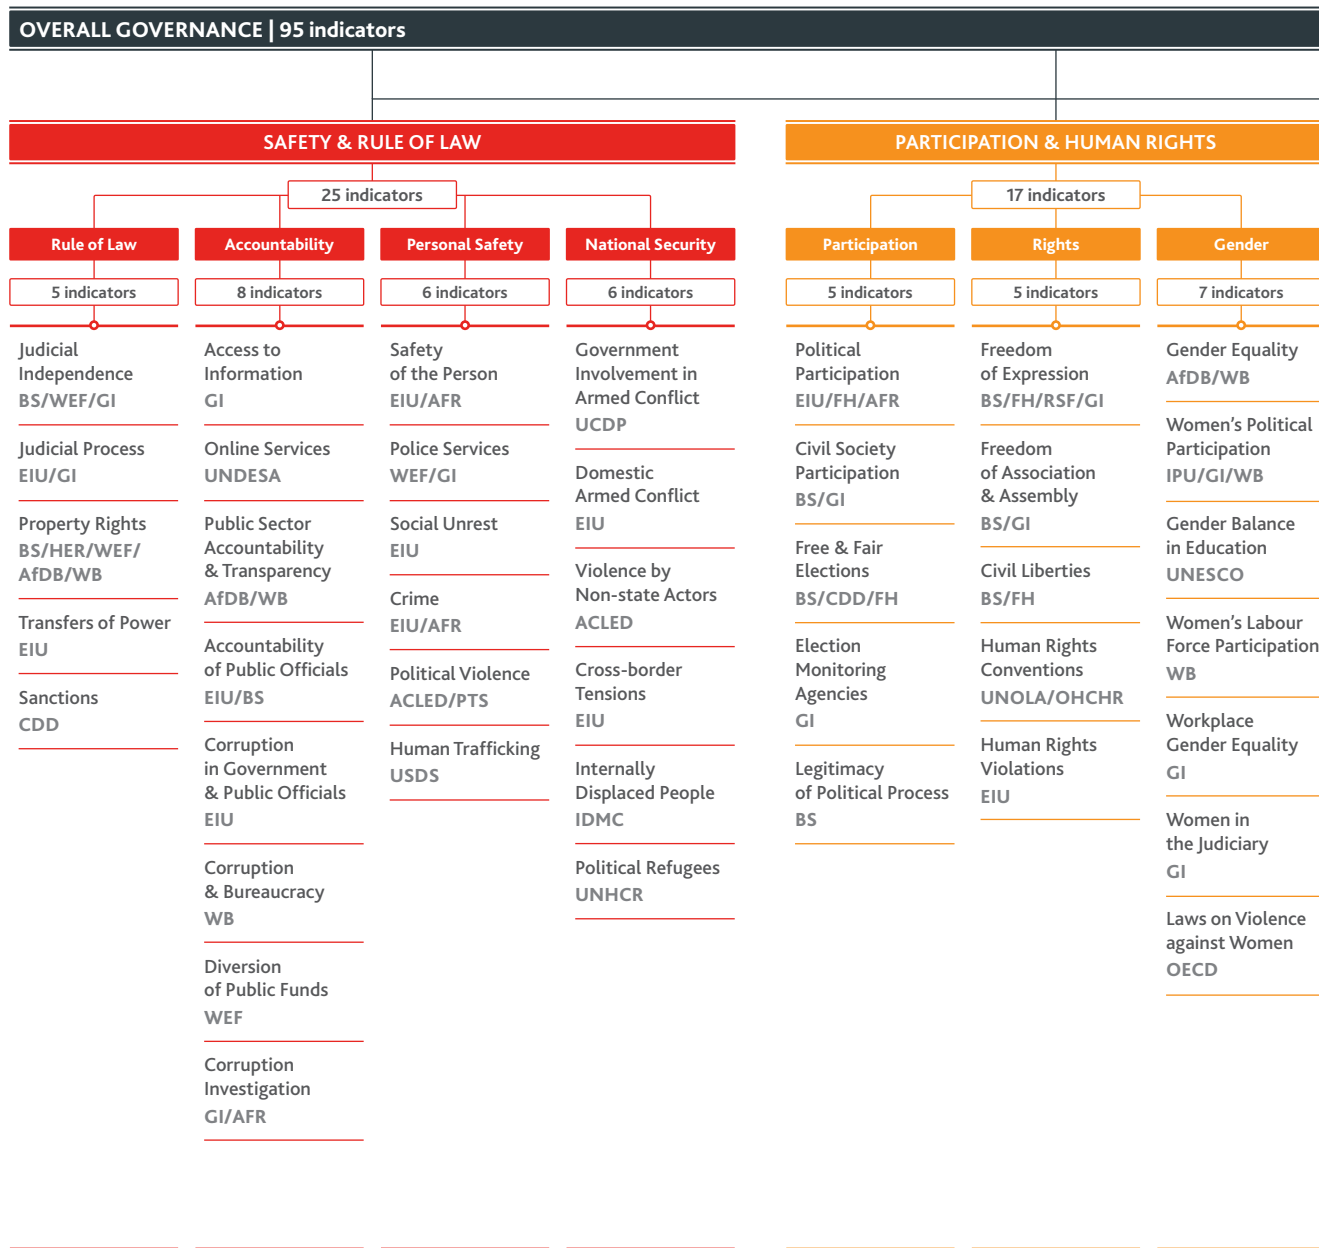 OVERALL GOVERNANCE | 95 indicators
SAFETY & RULE OF LAW
25 indicators
Rule of Law
5 indicators
Judicial
Independence
BS/WEF/GI
Judicial Process
EIU/GI
Property Rights
BS/HER/WEF/
AfDB/WB
Transfers of Power
EIU
Sanctions
CDD
Accountability
8 indicators
Access to
Information
GI
Online Services
UNDESA
Public Sector
Accountability
& Transparency
AfDB/WB
Accountability
of Public Officials
EIU/BS
Corruption
in Government
& Public Officials
EIU
Corruption
& Bureaucracy
WB
Diversion
of Public Funds
WEF
Corruption
Investigation
GI/AFR
Personal Safety
6 indicators
Safety
of the Person
EIU/AFR
Police Services
WEF/GI
Social Unrest
EIU
Crime
EIU/AFR
Political Violence
ACLED/PTS
Human Trafficking
USDS
National Security
6 indicators
Government
Involvement in
Armed Conflict
UCDP
Domestic
Armed Conflict
EIU
Violence by
Non-state Actors
ACLED
Cross-border
Tensions
EIU
Internally
Displaced People
IDMC
Political Refugees
UNHCR
PARTICIPATION & HUMAN RIGHTS
17 indicators
Participation
5 indicators
Political
Participation
EIU/FH/AFR
Civil Society
Participation
BS/GI
Free & Fair
Elections
BS/CDD/FH
Election
Monitoring
Agencies
GI
Legitimacy
of Political Process
BS
Rights
5 indicators
Freedom
of Expression
BS/FH/RSF/GI
Freedom
of Association
& Assembly
BS/GI
Civil Liberties
BS/FH
Human Rights
Conventions
UNOLA/OHCHR
Human Rights
Violations
EIU
Gender
7 indicators
Gender Equality
AfDB/WB
Women's Political
Participation
IPU/GI/WB
Gender Balance
in Education
UNESCO
Women's Labour
Force Participation
WB
Workplace
Gender Equality
GI
Women in
the Judiciary
GI
Laws on Violence
against Women
OECD